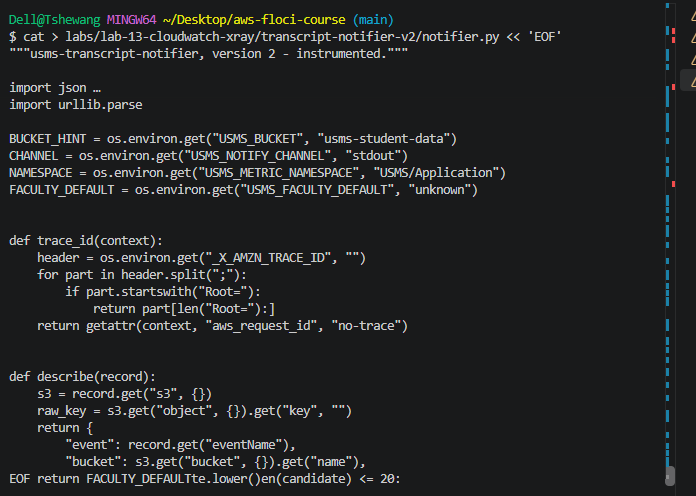 Dell@Tshewang MINGW64 ~/Desktop/aws-floci-course (main)
$ cat > labs/lab-13-cloudwatch-xray/transcript-notifier-v2/notifier.py << 'EOF'
"""usms-transcript-notifier, version 2 - instrumented."""
import json …
import urllib.parse
BUCKET_HINT = os.environ.get("USMS_BUCKET", "usms-student-data")
CHANNEL = os.environ.get("USMS_NOTIFY_CHANNEL", "stdout")
NAMESPACE = os.environ.get("USMS_METRIC_NAMESPACE", "USMS/Application")
FACULTY_DEFAULT = os.environ.get("USMS_FACULTY_DEFAULT", "unknown")
def trace_id(context):
    header = os.environ.get("_X_AMZN_TRACE_ID", "")
    for part in header.split(";"):
        if part.startswith("Root="):
            return part[len("Root="):]
    return getattr(context, "aws_request_id", "no-trace")
def describe(record):
    s3 = record.get("s3", {})
    raw_key = s3.get("object", {}).get("key", "")
    return {
        "event": record.get("eventName"),
        "bucket": s3.get("bucket", {}).get("name"),
EOF return FACULTY_DEFAULTte.lower()en(candidate) <= 20: